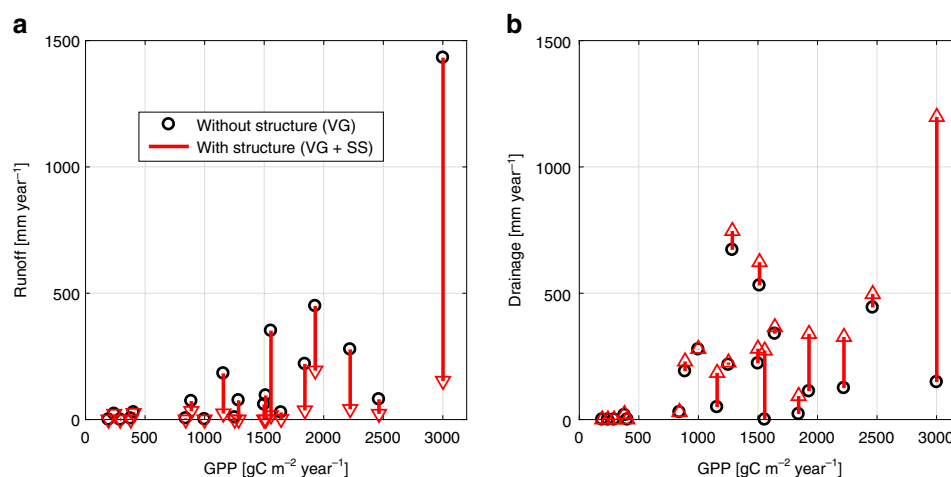 a
1500
1000
500
0
Runoff [mm year⁻¹]
Without structure (VG)
With structure (VG + SS)
0 500 1000 1500 2000 2500 3000
GPP [gC m⁻² year⁻¹]
b
1500
1000
500
0
Drainage [mm year⁻¹]
0 500 1000 1500 2000 2500 3000
GPP [gC m⁻² year⁻¹]